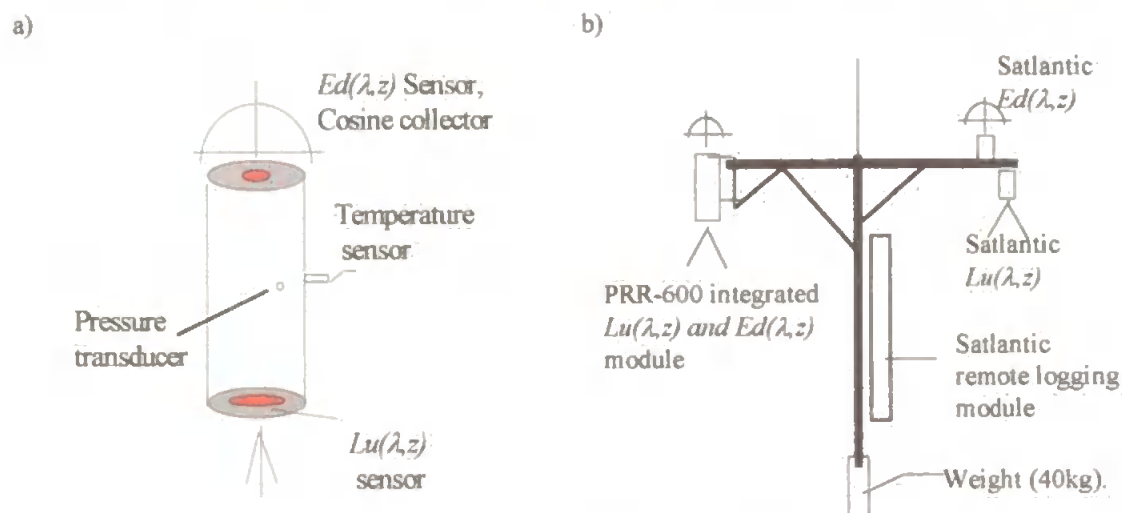 a)
Ed(λ,z) Sensor,
Cosine collector
Temperature
sensor
Pressure
transducer
Lu(λ,z)
sensor
b)
Satlantic
Ed(λ,z)
PRR-600 integrated
Lu(λ,z) and Ed(λ,z)
module
Satlantic
Lu(λ,z)
Satlantic
remote logging
module
Weight (40kg).